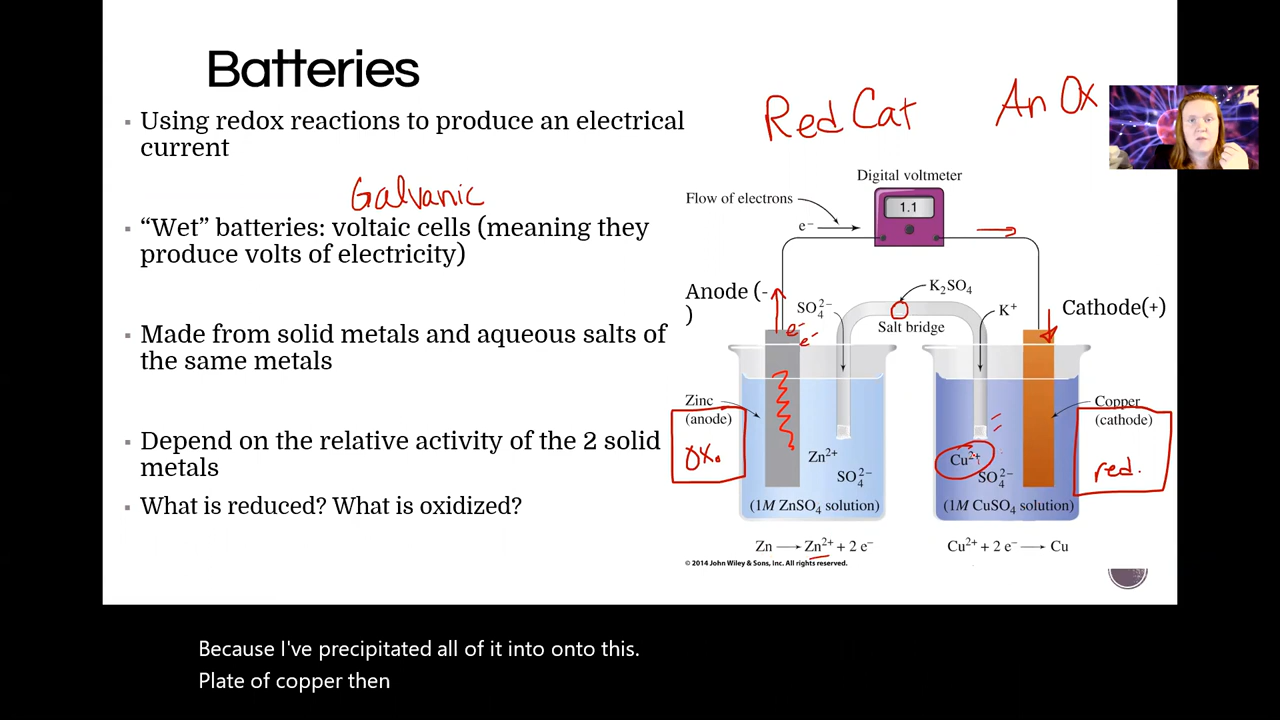 Batteries
Red Cat
An Ox
▪ Using redox reactions to produce an electrical
current
Galvanic
▪ “Wet” batteries: voltaic cells (meaning they
produce volts of electricity)
▪ Made from solid metals and aqueous salts of
the same metals
▪ Depend on the relative activity of the 2 solid
metals
▪ What is reduced? What is oxidized?
Digital voltmeter
1.1
Flow of electrons
e⁻
Anode (-
)
SO₄²⁻
K₂SO₄
Salt bridge
K⁺
Cathode(+)
e⁻
e⁻
Zinc
(anode)
ox.
Zn²⁺
SO₄²⁻
(1M ZnSO₄ solution)
Zn → Zn²⁺ + 2 e⁻
Copper
(cathode)
red.
Cu²⁺
SO₄²⁻
(1M CuSO₄ solution)
Cu²⁺ + 2 e⁻ → Cu
© 2014 John Wiley & Sons, Inc. All rights reserved.
Because I've precipitated all of it into onto this.
Plate of copper then